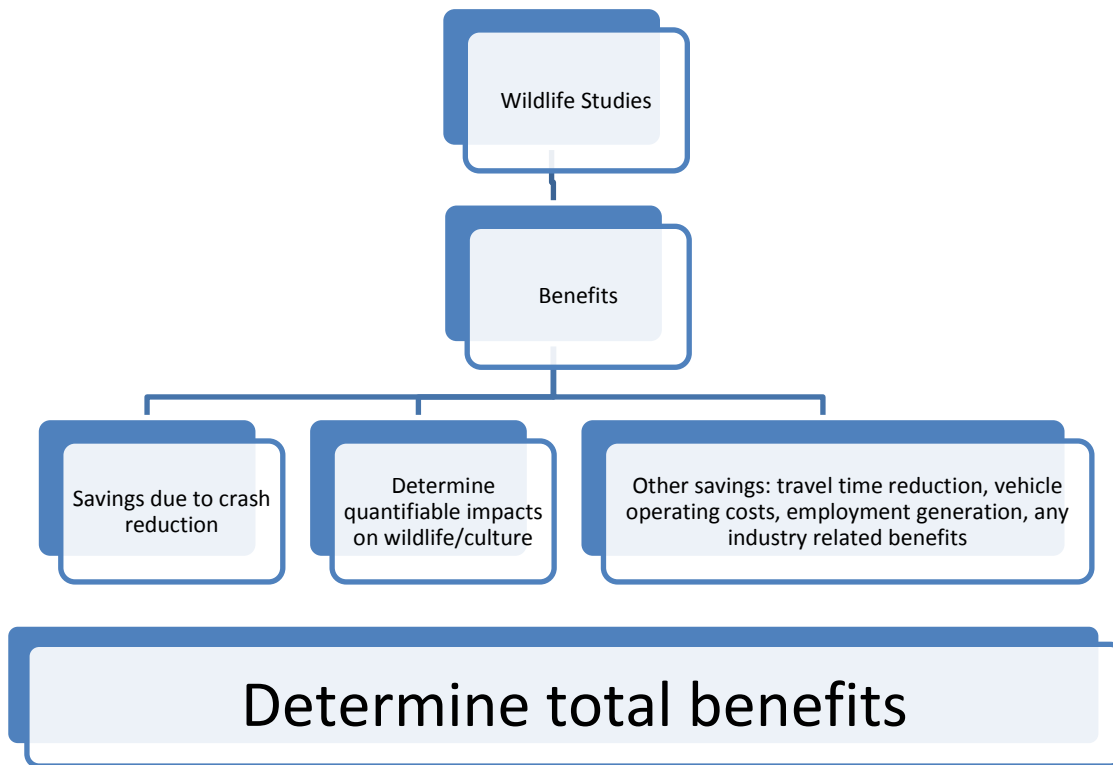 Wildlife Studies
Benefits
Savings due to crash
reduction
Determine
quantifiable impacts
on wildlife/culture
Other savings: travel time reduction, vehicle
operating costs, employment generation, any
industry related benefits
Determine total benefits